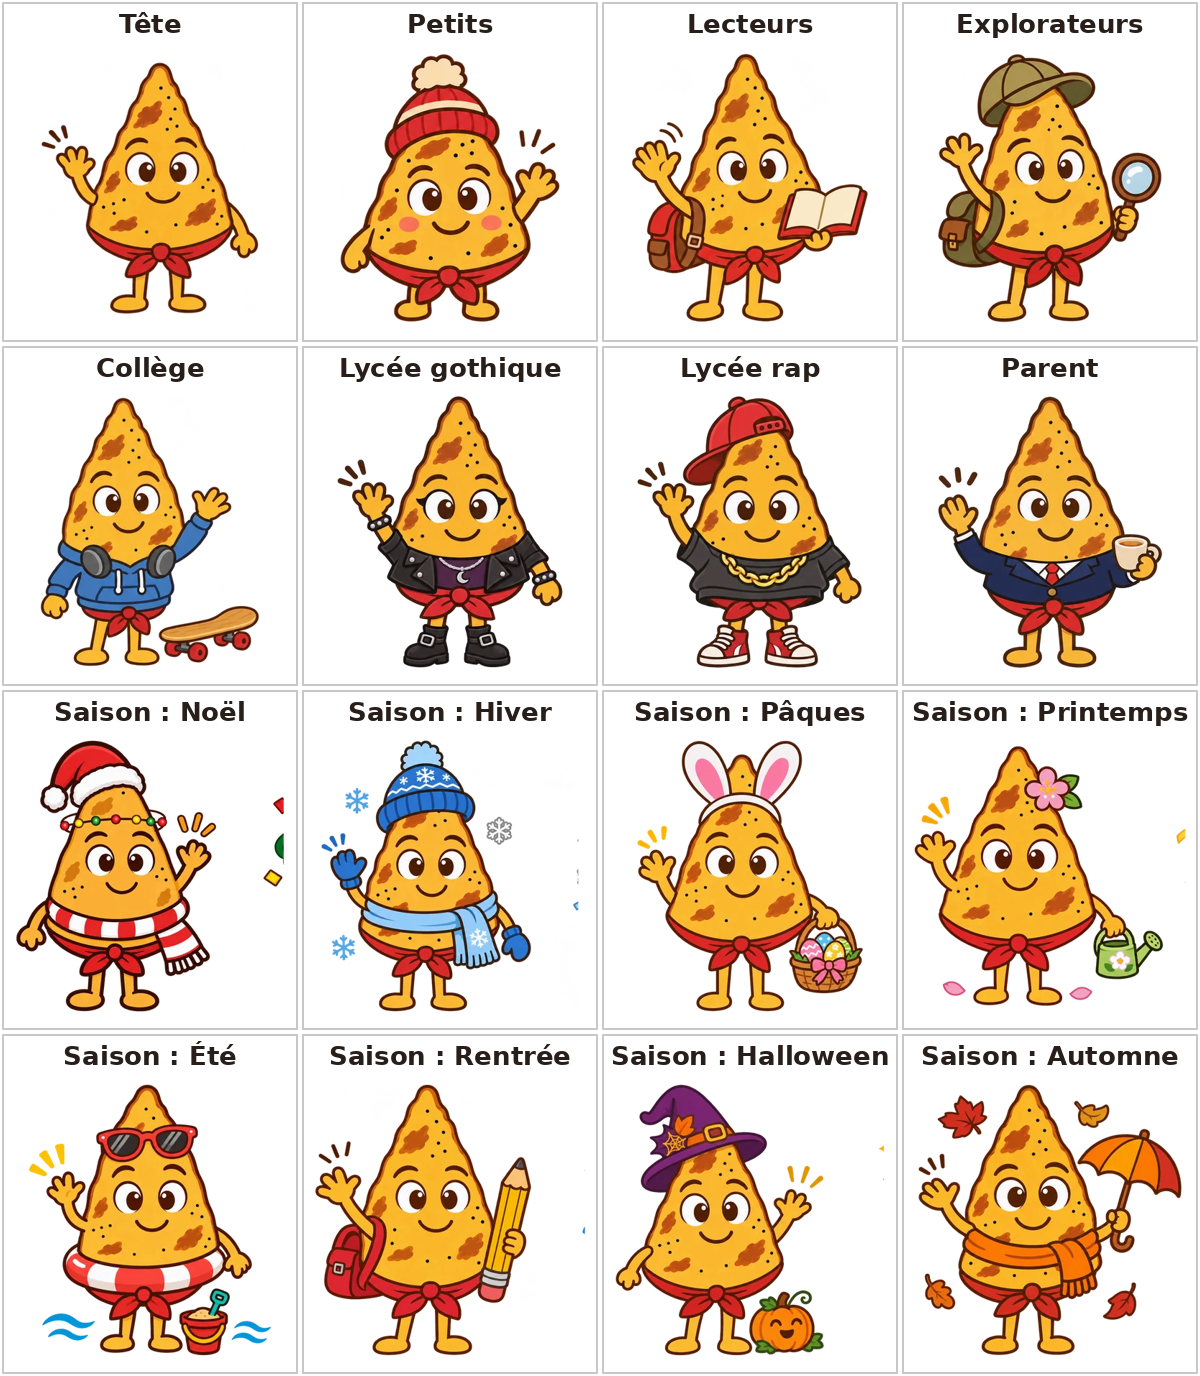 Tête
Petits
Lecteurs
Explorateurs
Collège
Lycée gothique
Lycée rap
Parent
Saison : Noël
Saison : Hiver
Saison : Pâques
Saison : Printemps
Saison : Été
Saison : Rentrée
Saison : Halloween
Saison : Automne